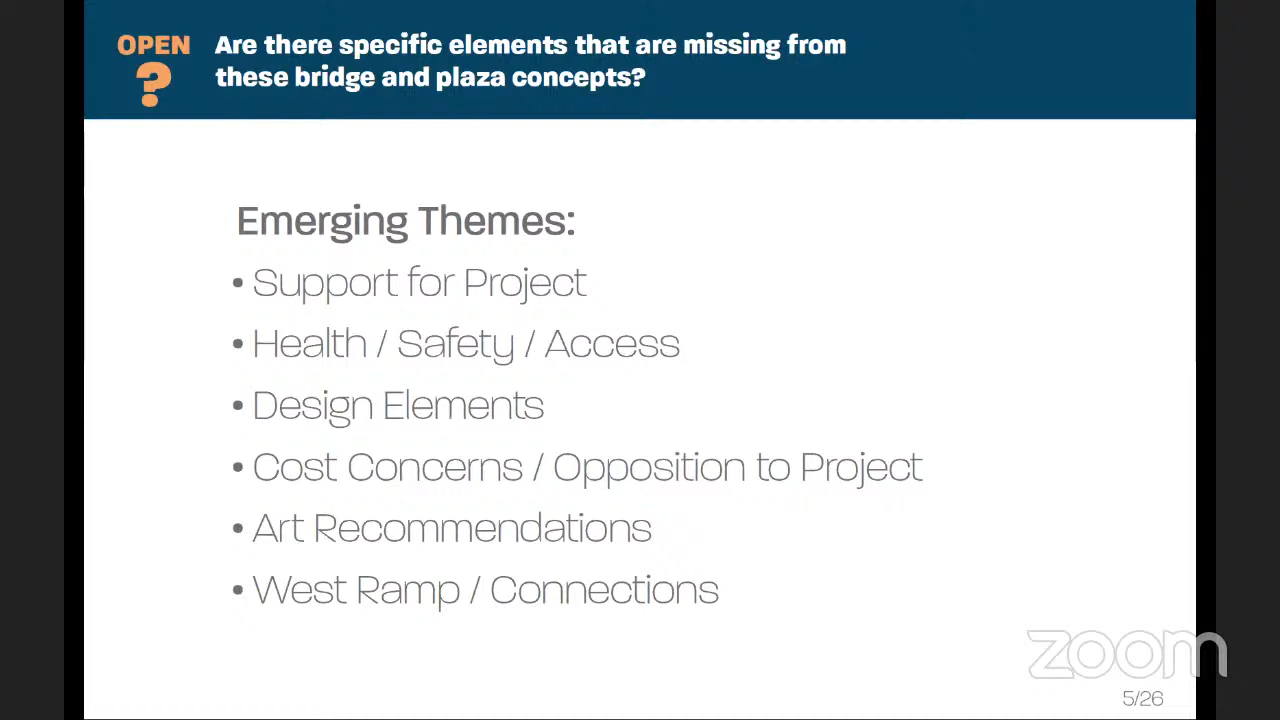 OPEN
?
Are there specific elements that are missing from
these bridge and plaza concepts?
Emerging Themes:
• Support for Project
• Health / Safety / Access
• Design Elements
• Cost Concerns / Opposition to Project
• Art Recommendations
• West Ramp / Connections
zoom
5/26